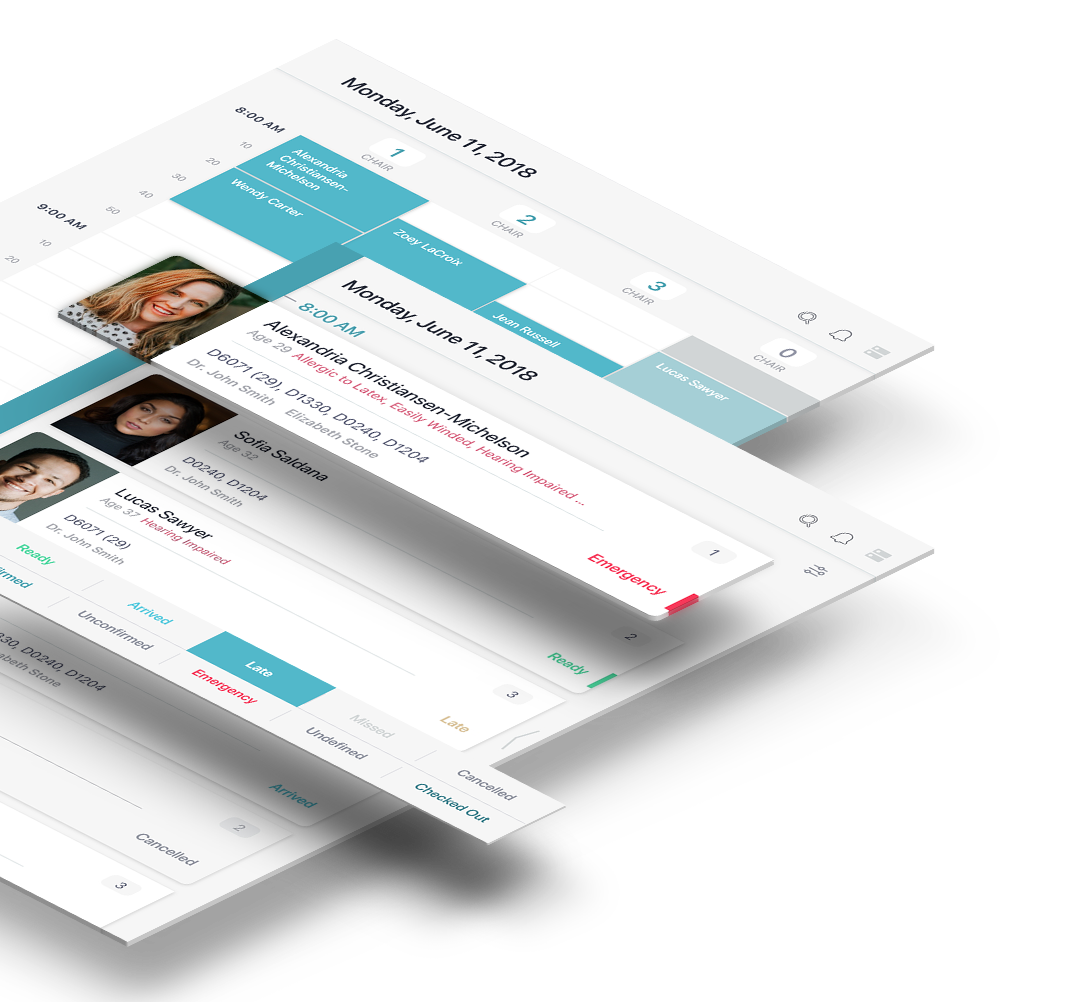 Monday, June 11, 2018
8:00 AM
10
20
30
40
50
9:00 AM
10
20
1
CHAIR
2
CHAIR
3
CHAIR
0
CHAIR
Alexandria
Christiansen-
Michelson
Wendy Carter
Zoey LaCroix
Jean Russell
Lucas Sawyer
Monday, June 11, 2018
8:00 AM
Alexandria Christiansen-Michelson
Age 29 Allergic to Latex, Easily Winded, Hearing Impaired ...
D6071 (29), D1330, D0240, D1204
Dr. John Smith Elizabeth Stone
1
Emergency
Sofia Saldana
Age 32
D0240, D1204
Dr. John Smith
2
Ready
Lucas Sawyer
Age 37 Hearing Impaired
D6071 (29)
Dr. John Smith
3
Late
Ready
Arrived
Late
Missed
Cancelled
Unconfirmed
Emergency
Undefined
Checked Out
D0240, D1204
Stone
Arrived
2
Cancelled
3